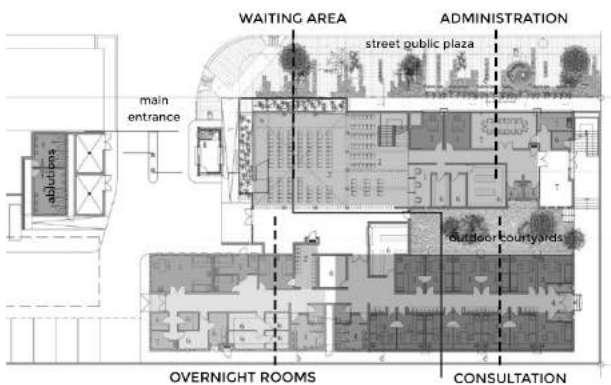 WAITING AREA
ADMINISTRATION
street public plaza
main
entrance
ablutions
outdoor courtyards
OVERNIGHT ROOMS
CONSULTATION